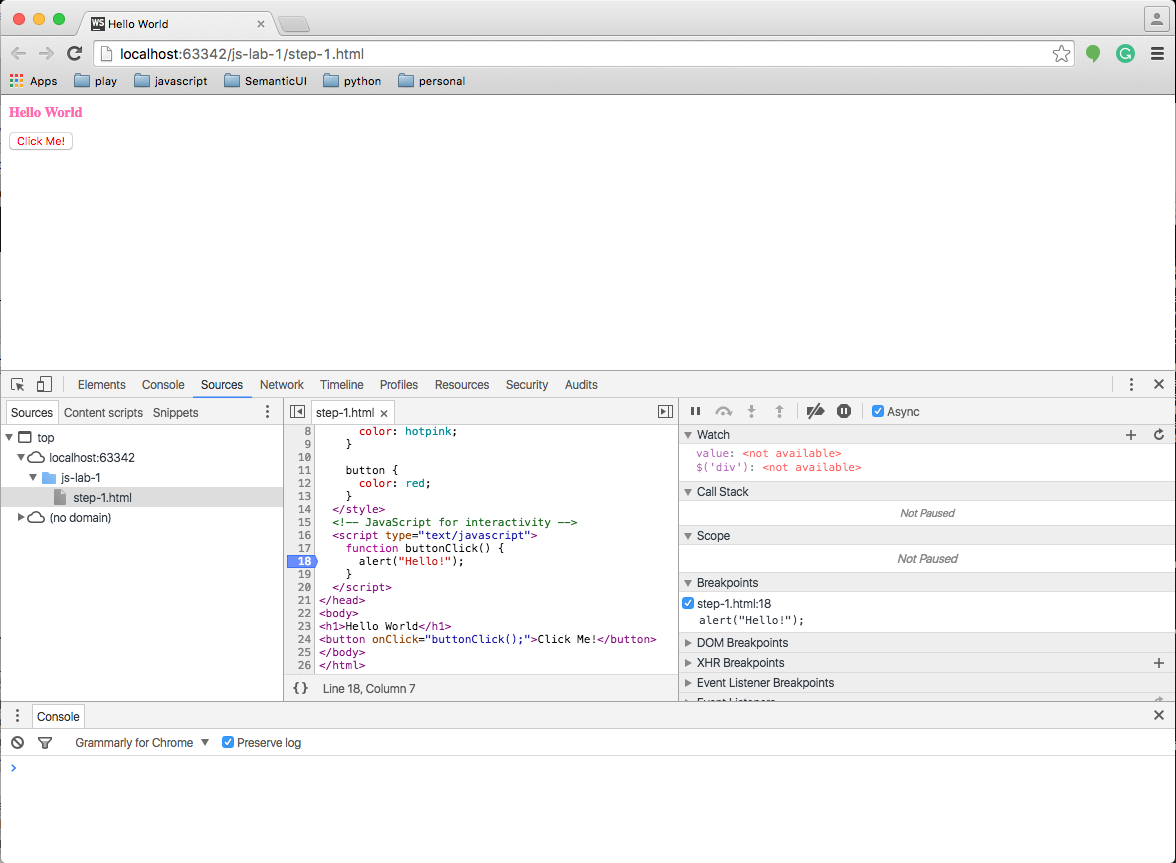 WS Hello World
localhost:63342/js-lab-1/step-1.html
Apps play javascript SemanticUI python personal
Hello World
Click Me!
Elements Console Sources Network Timeline Profiles Resources Security Audits
Sources Content scripts Snippets
top
localhost:63342
js-lab-1
step-1.html
(no domain)
step-1.html
8 color: hotpink;
9 }
10
11 button {
12 color: red;
13 }
14 </style>
15 <!-- JavaScript for interactivity -->
16 <script type="text/javascript">
17 function buttonClick() {
18 alert("Hello!");
19 }
20 </script>
21 </head>
22 <body>
23 <h1>Hello World</h1>
24 <button onClick="buttonClick();">Click Me!</button>
25 </body>
26 </html>
{} Line 18, Column 7
Async
Watch
value: <not available>
$('div'): <not available>
Call Stack
Not Paused
Scope
Not Paused
Breakpoints
step-1.html:18
alert("Hello!");
DOM Breakpoints
XHR Breakpoints
Event Listener Breakpoints
Event Listeners
Console
Grammarly for Chrome Preserve log